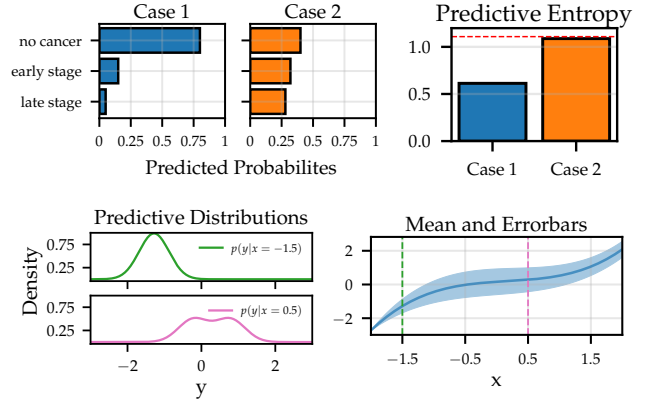 Case 1
Case 2
no cancer
early stage
late stage
0 0.25 0.5 0.75 1
0 0.25 0.5 0.75 1
Predicted Probabilites
Predictive Entropy
1.0
0.5
0.0
Case 1 Case 2
Predictive Distributions
Density
0.75
0.25
p(y|x = −1.5)
0.75
0.25
p(y|x = 0.5)
−2 0 2
y
Mean and Errorbars
2
0
−2
−1.5 −0.5 0.5 1.5
x